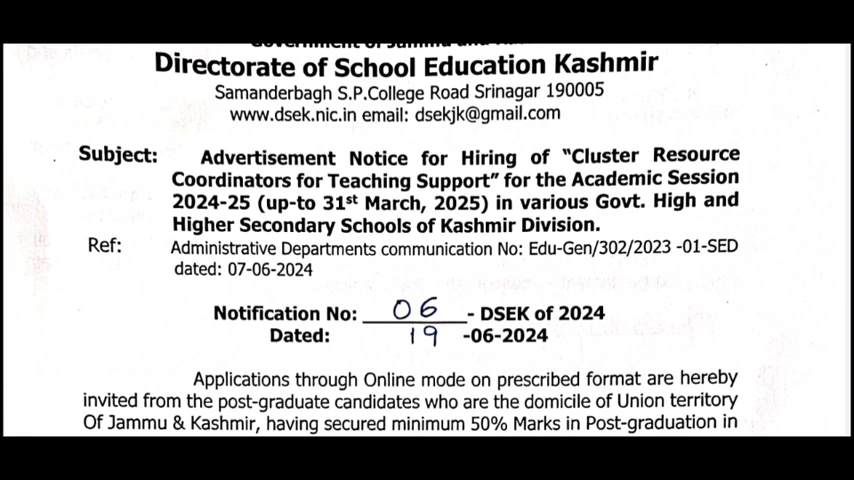 Directorate of School Education Kashmir
Samanderbagh S.P.College Road Srinagar 190005
www.dsek.nic.in email: dsekjk@gmail.com
Subject: Advertisement Notice for Hiring of "Cluster Resource
Coordinators for Teaching Support" for the Academic Session
2024-25 (up-to 31st March, 2025) in various Govt. High and
Higher Secondary Schools of Kashmir Division.
Ref: Administrative Departments communication No: Edu-Gen/302/2023 -01-SED
dated: 07-06-2024
Notification No: 06 - DSEK of 2024
Dated: 19 -06-2024
Applications through Online mode on prescribed format are hereby
invited from the post-graduate candidates who are the domicile of Union territory
Of Jammu & Kashmir, having secured minimum 50% Marks in Post-graduation in